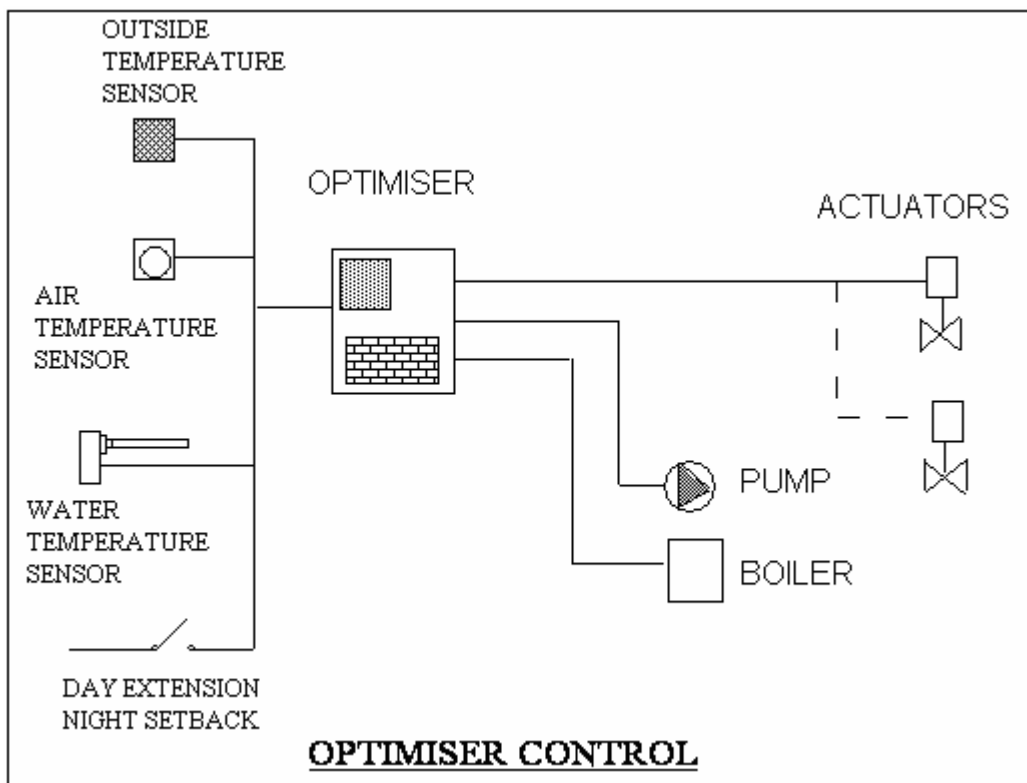 OUTSIDE
TEMPERATURE
SENSOR
OPTIMISER
ACTUATORS
AIR
TEMPERATURE
SENSOR
PUMP
WATER
TEMPERATURE
SENSOR
BOILER
DAY EXTENSION
NIGHT SETBACK
OPTIMISER CONTROL